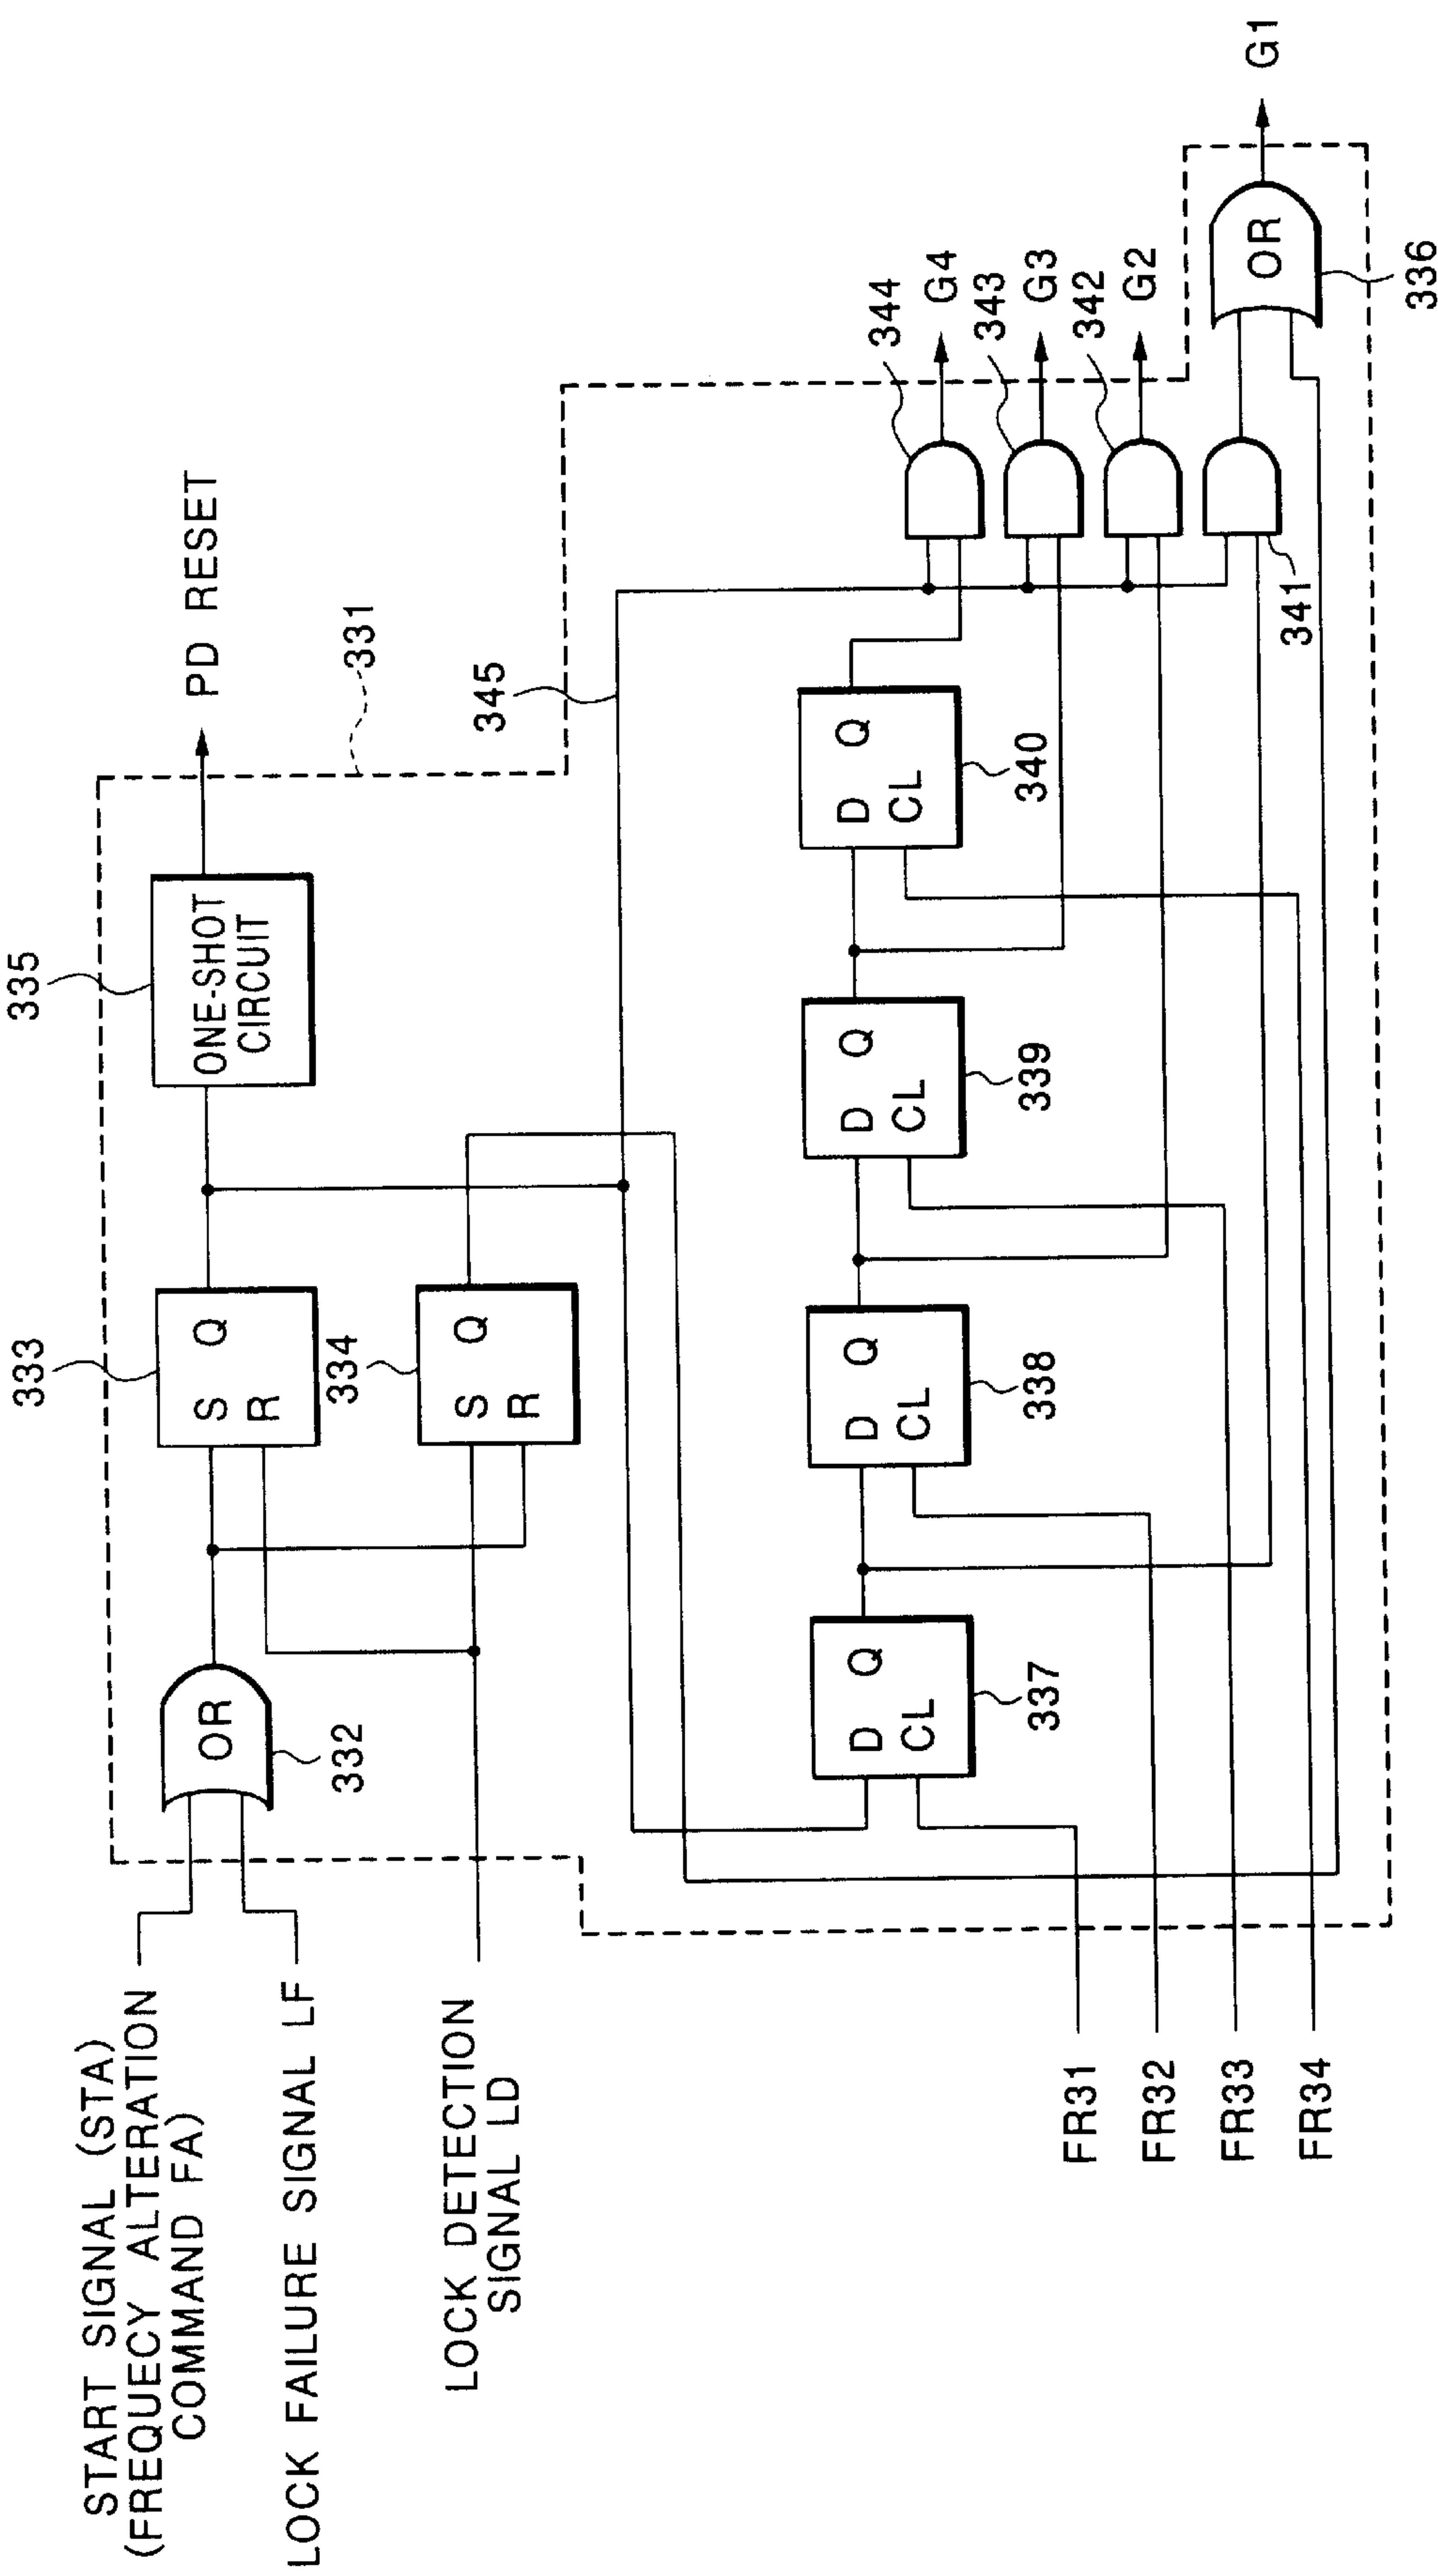 START SIGNAL (STA)
(FREQUECY ALTERATION
COMMAND FA)
LOCK FAILURE SIGNAL LF
LOCK DETECTION
SIGNAL LD
OR
332
333
S Q
R
334
S Q
R
335
ONE-SHOT
CIRCUIT
PD RESET
331
345
FR31
FR32
FR33
FR34
D Q
CL
337
D Q
CL
338
D Q
CL
339
D Q
CL
340
344
G4
343
G3
342
G2
341
OR
336
G1